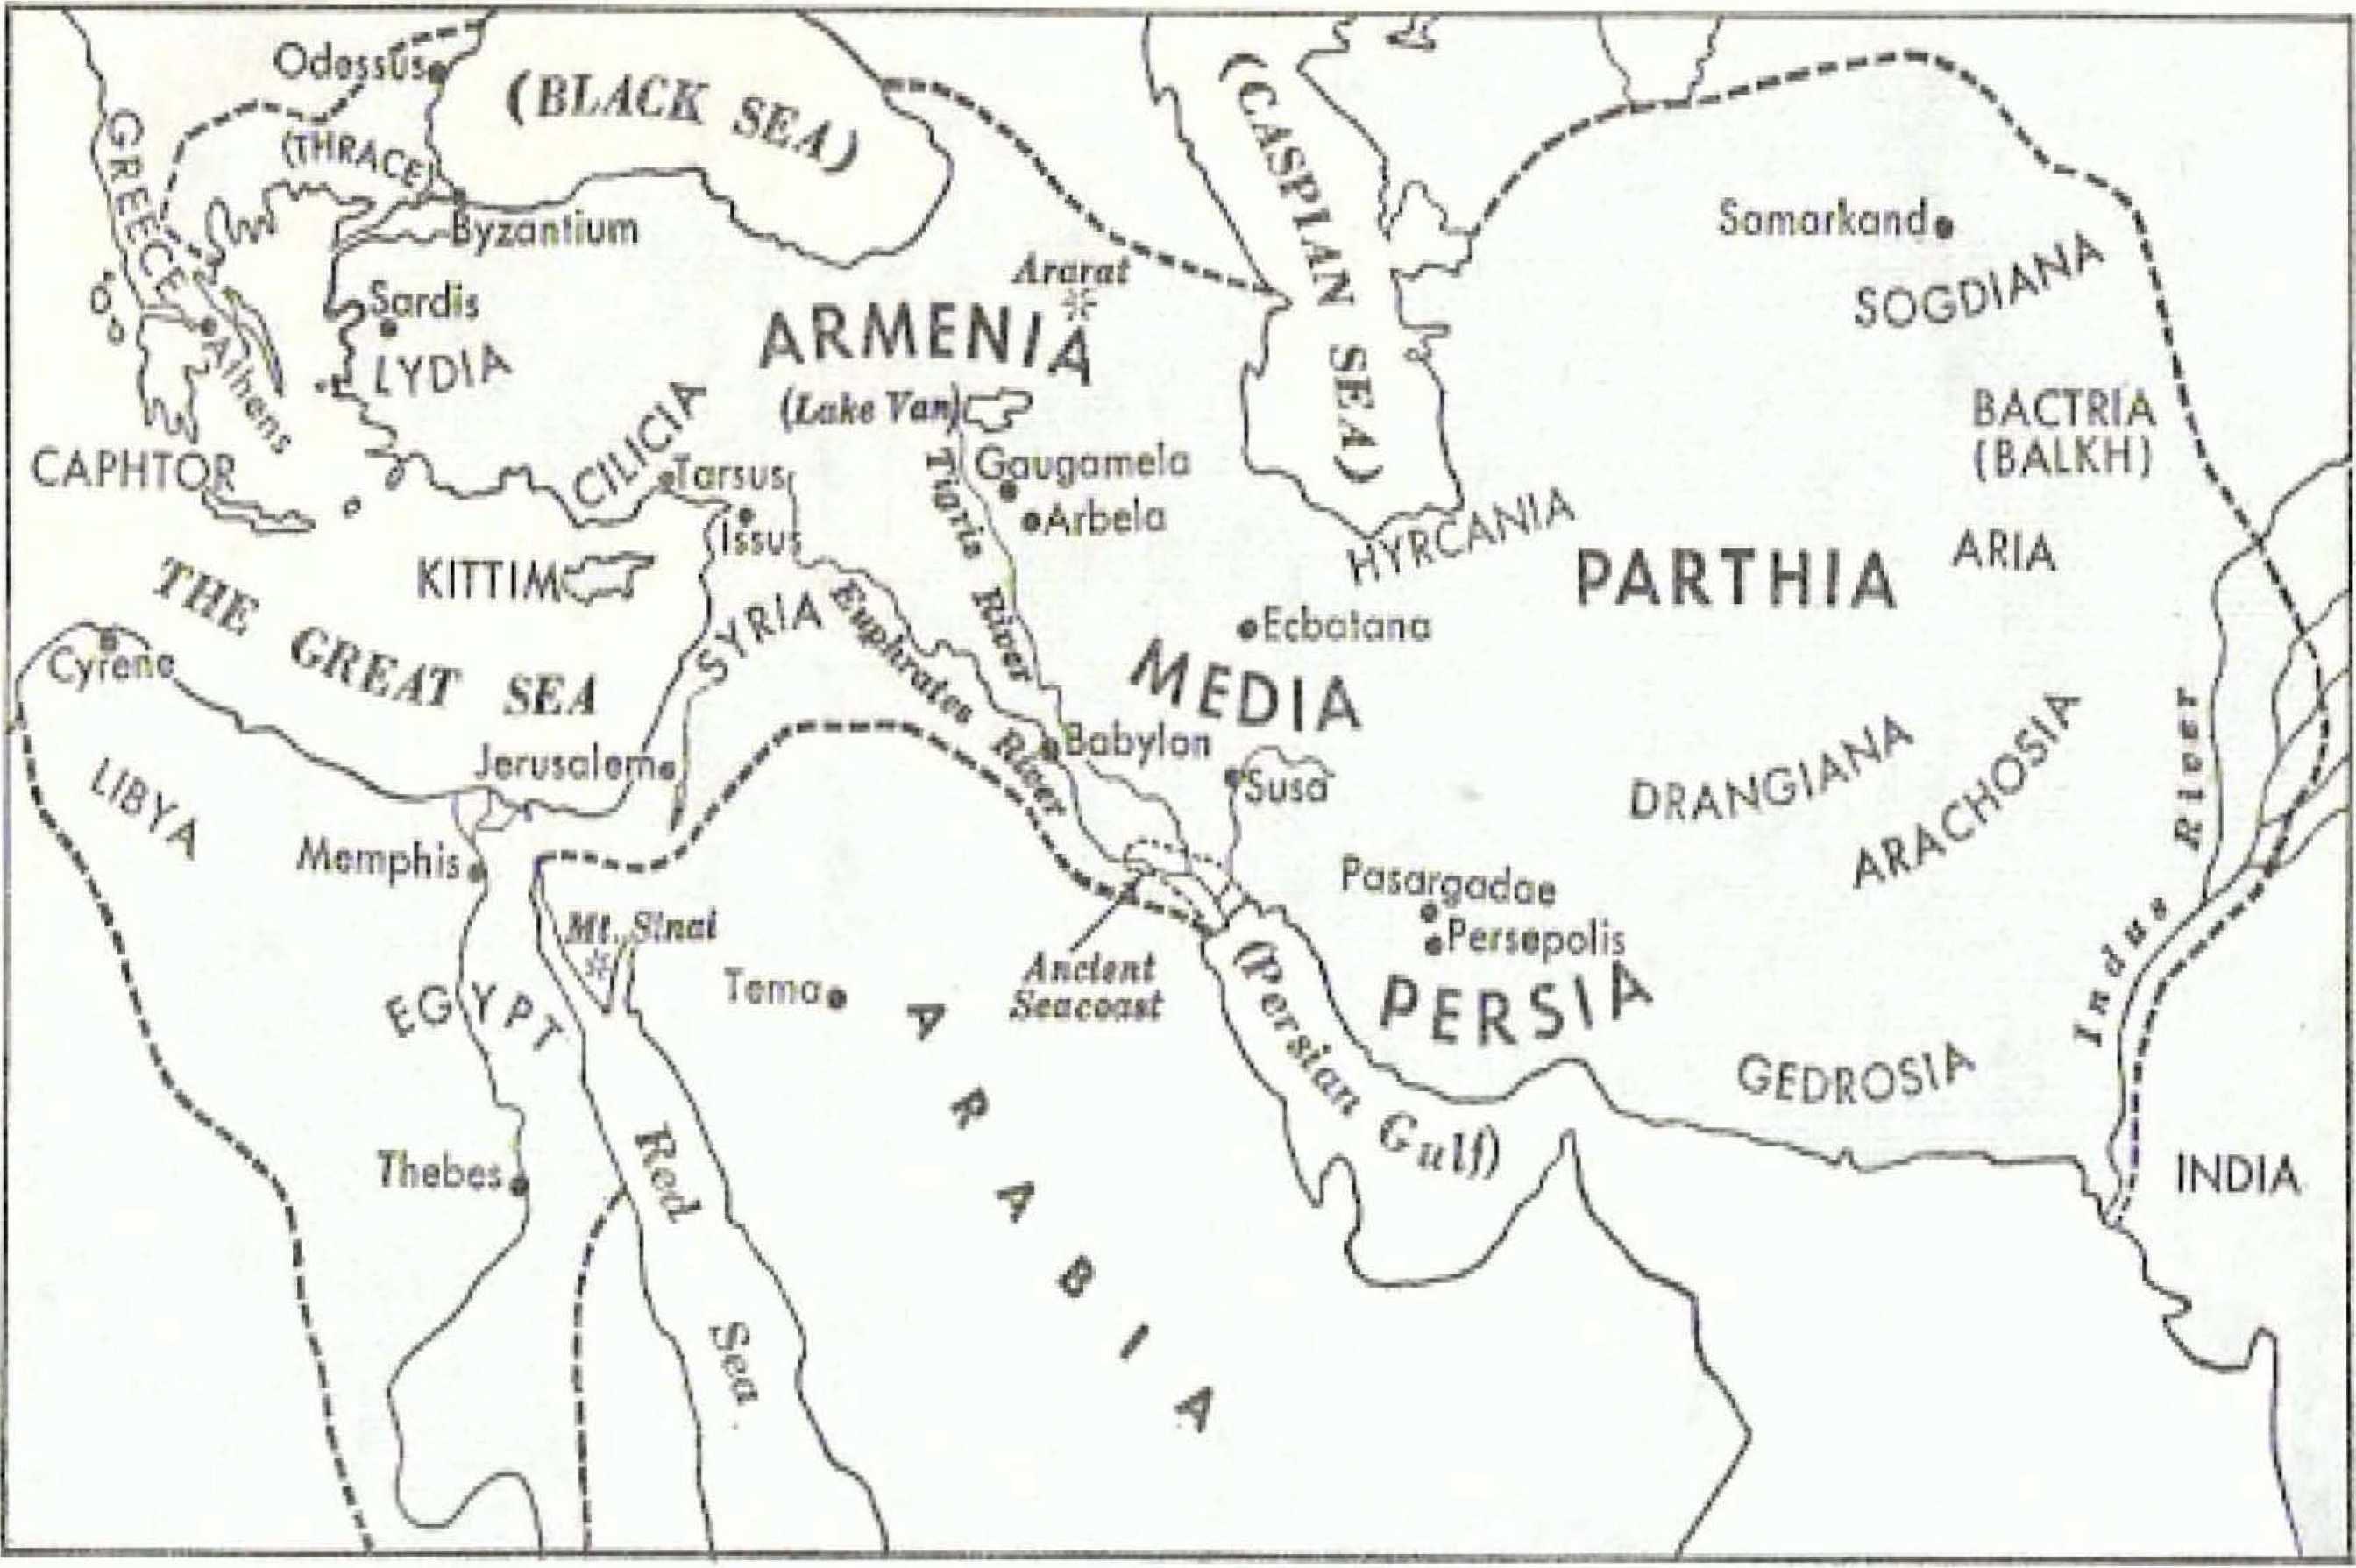 Odessus
(BLACK SEA)
(CASPIAN SEA)
GREECE
(THRACE)
Byzantium
Samarkand
SOGDIANA
Ararat
Sardis
ARMENIA
LYDIA
Athens
(Lake Van)
CILICIA
BACTRIA
(BALKH)
CAPHTOR
Tarsus
Gaugamela
Tigris River
Arbela
Issus
HYRCANIA
ARIA
PARTHIA
KITTIM
THE GREAT SEA
SYRIA
Euphrates River
Ecbatana
MEDIA
Cyrene
Babylon
Jerusalem
Susa
DRANGIANA
ARACHOSIA
Indus River
LIBYA
Memphis
Pasargadae
Persepolis
Mt. Sinai
Tema
Ancient
Seacoast
(Persian Gulf)
PERSIA
EGYPT
ARABIA
GEDROSIA
Thebes
Red Sea
INDIA